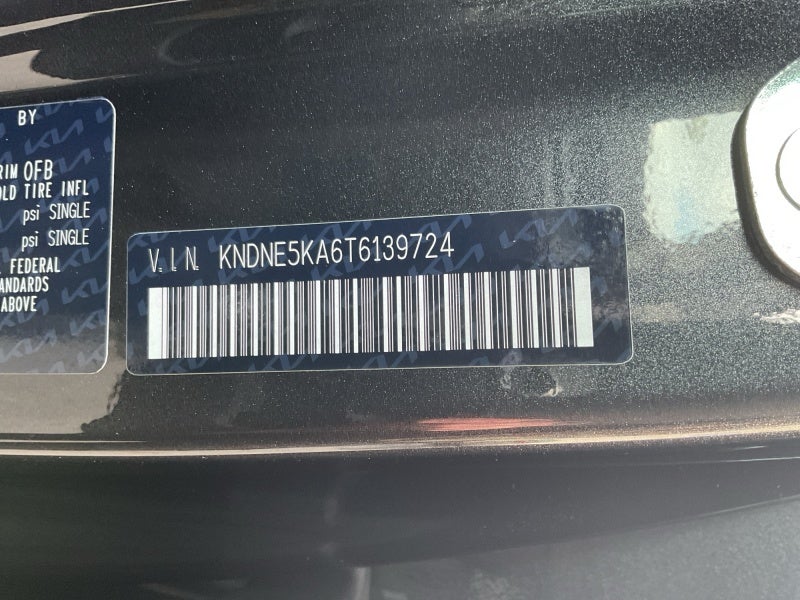 BY
RIM OFB
OLD TIRE INFL
psi SINGLE
psi SINGLE
FEDERAL
ANDARDS
ABOVE
V.I.N. KNDNE5KA6T6139724